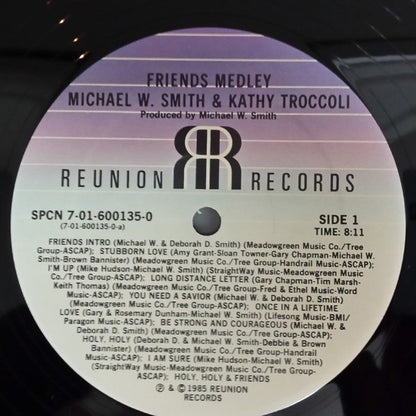 FRIENDS MEDLEY
MICHAEL W. SMITH & KATHY TROCCOLI
Produced by Michael W. Smith
RR
REUNION RECORDS
SPCN 7-01-600135-0 SIDE 1
(7-01-600135-0-a) TIME: 8:11
FRIENDS INTRO (Michael W. & Deborah D. Smith) (Meadowgreen Music Co./Tree
Group-ASCAP); STUBBORN LOVE (Amy Grant-Sloan Towner-Gary Chapman-Michael W.
Smith-Brown Bannister) (Meadowgreen Music Co./Tree Group-Handrail Music-ASCAP);
I'M UP (Mike Hudson-Michael W. Smith) (StraightWay Music-Meadowgreen Music
Co./Tree Group-ASCAP); LONG DISTANCE LETTER (Gary Chapman-Tim Marsh-
Keith Thomas) (Meadowgreen Music Co./Tree Group-Fred & Ethel Music-Word
Music-ASCAP); YOU NEED A SAVIOR (Michael W. & Deborah D. Smith)
(Meadowgreen Music Co./Tree Group-ASCAP); ONCE IN A LIFETIME
LOVE (Gary & Rosemary Dunham-Michael W. Smith) (Lifesong Music-BMI/
Paragon Music-ASCAP); BE STRONG AND COURAGEOUS (Michael W. &
Deborah D. Smith) (Meadowgreen Music Co./Tree Group-ASCAP);
HOLY, HOLY (Michael W. & Deborah D. Smith-Debbie & Brown
Bannister) (Meadowgreen Music Co./Tree Group-Handrail
Music-ASCAP); I AM SURE (Mike Hudson-Michael W. Smith)
(StraightWay Music-Meadowgreen Music Co./Tree Group-
ASCAP); HOLY, HOLY & FRIENDS
℗ & ©1985 REUNION
RECORDS